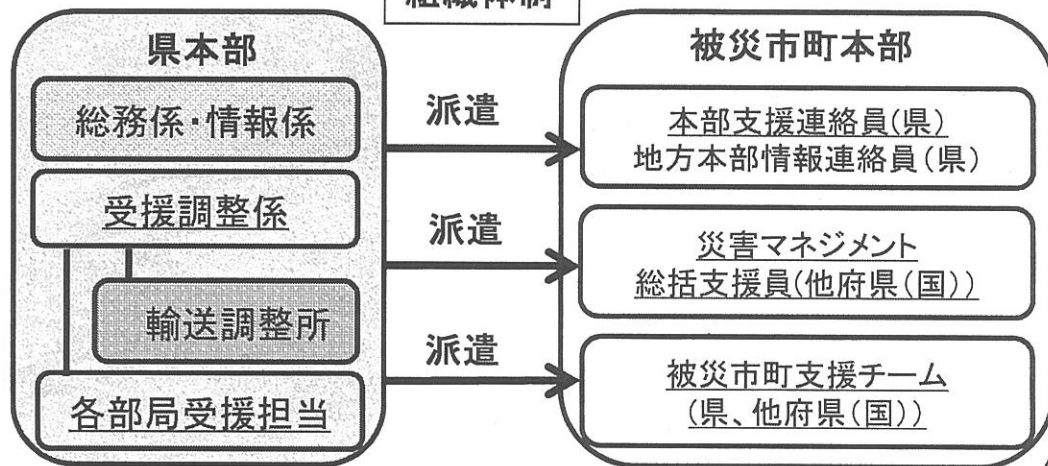 組織体制
県本部
総務係・情報係
受援調整係
輸送調整所
各部局受援担当
派遣
派遣
派遣
被災市町本部
本部支援連絡員(県)
地方本部情報連絡員(県)
災害マネジメント
総括支援員(他府県(国))
被災市町支援チーム
(県、他府県(国))